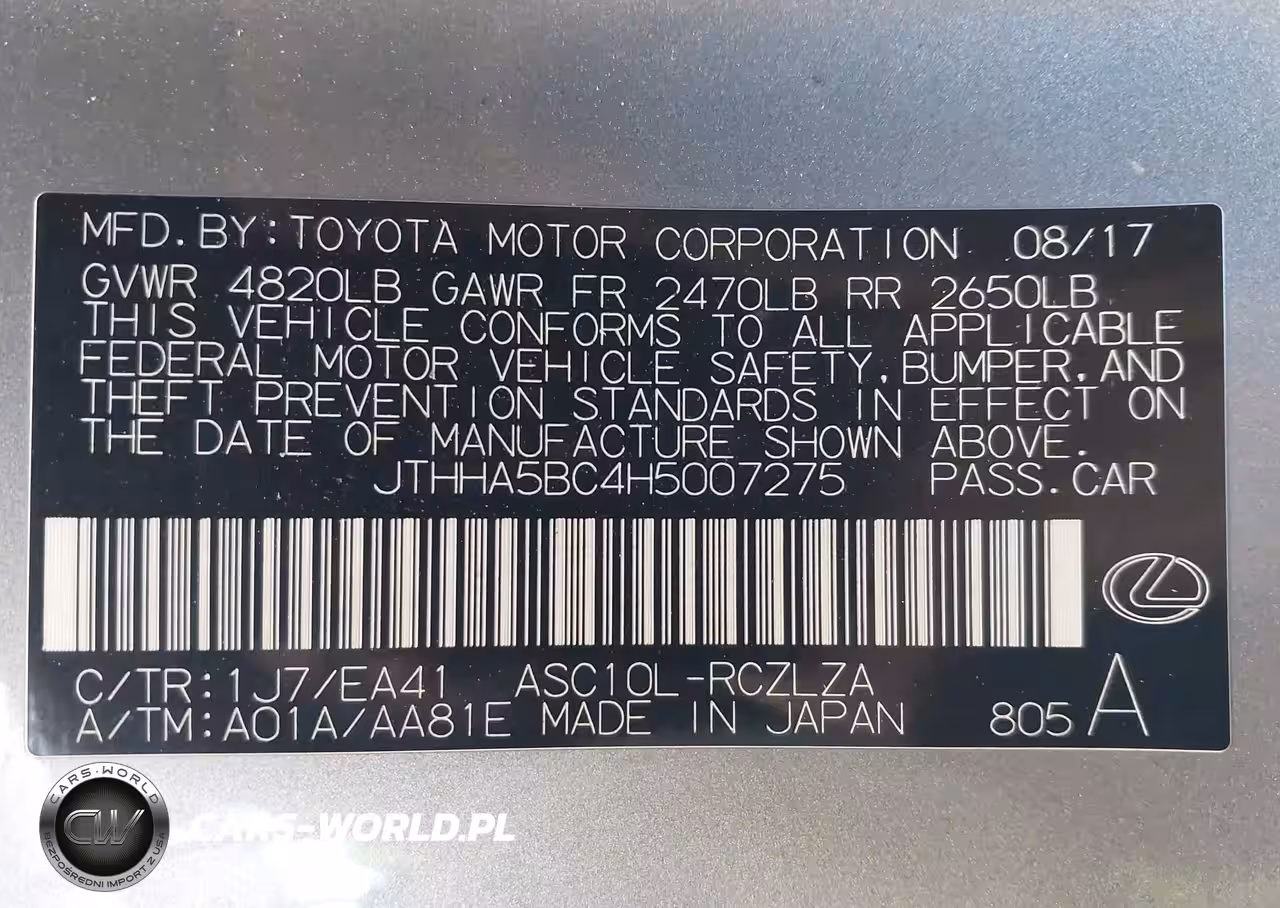 MFD. BY: TOYOTA MOTOR CORPORATION 08/17
GVWR 4820LB GAWR FR 2470LB RR 2650LB
THIS VEHICLE CONFORMS TO ALL APPLICABLE
FEDERAL MOTOR VEHICLE SAFETY, BUMPER, AND
THEFT PREVENTION STANDARDS IN EFFECT ON
THE DATE OF MANUFACTURE SHOWN ABOVE.
JTHHA5BC4H5007275 PASS. CAR
C/TR: 1J7/EA41 ASC10L-RCZLZA
A/TM: A01A/AA81E MADE IN JAPAN 805 A
CARS-WORLD
CW
BEZPOŚREDNI IMPORT Z USA
CARS-WORLD.PL